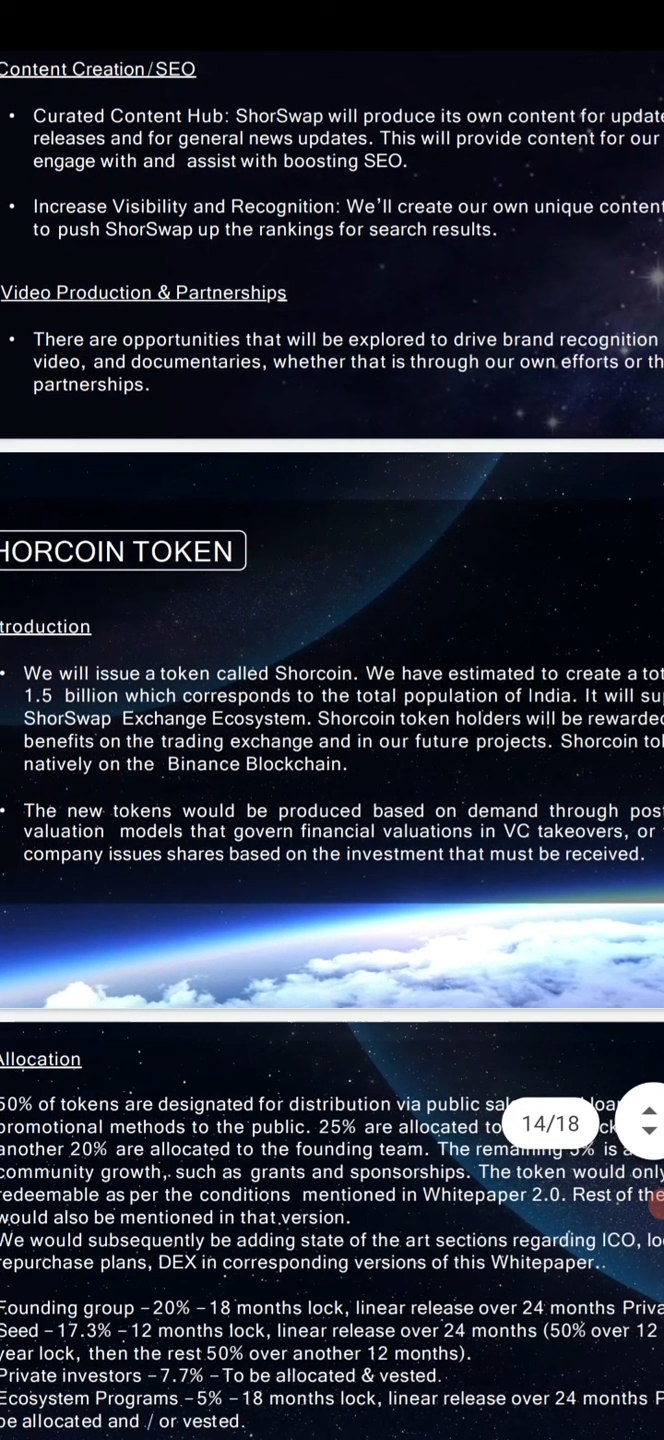 Content Creation/SEO
• Curated Content Hub: ShorSwap will produce its own content for update
releases and for general news updates. This will provide content for our
engage with and assist with boosting SEO.
• Increase Visibility and Recognition: We'll create our own unique content
to push ShorSwap up the rankings for search results.
Video Production & Partnerships
• There are opportunities that will be explored to drive brand recognition
video, and documentaries, whether that is through our own efforts or th
partnerships.
HORCOIN TOKEN
troduction
• We will issue a token called Shorcoin. We have estimated to create a tot
1.5 billion which corresponds to the total population of India. It will su
ShorSwap Exchange Ecosystem. Shorcoin token holders will be rewarded
benefits on the trading exchange and in our future projects. Shorcoin tol
natively on the Binance Blockchain.
• The new tokens would be produced based on demand through post
valuation models that govern financial valuations in VC takeovers, or
company issues shares based on the investment that must be received.
Allocation
50% of tokens are designated for distribution via public sal
promotional methods to the public. 25% are allocated to
14/18
another 20% are allocated to the founding team. The remaining 5% is
community growth, such as grants and sponsorships. The token would only
redeemable as per the conditions mentioned in Whitepaper 2.0. Rest of the
would also be mentioned in that version.
We would subsequently be adding state of the art sections regarding ICO, lo
repurchase plans, DEX in corresponding versions of this Whitepaper..
Founding group –20% –18 months lock, linear release over 24 months Priva
Seed –17.3% –12 months lock, linear release over 24 months (50% over 12
year lock, then the rest 50% over another 12 months).
Private investors –7.7% –To be allocated & vested.
Ecosystem Programs –5% –18 months lock, linear release over 24 months P
be allocated and / or vested.